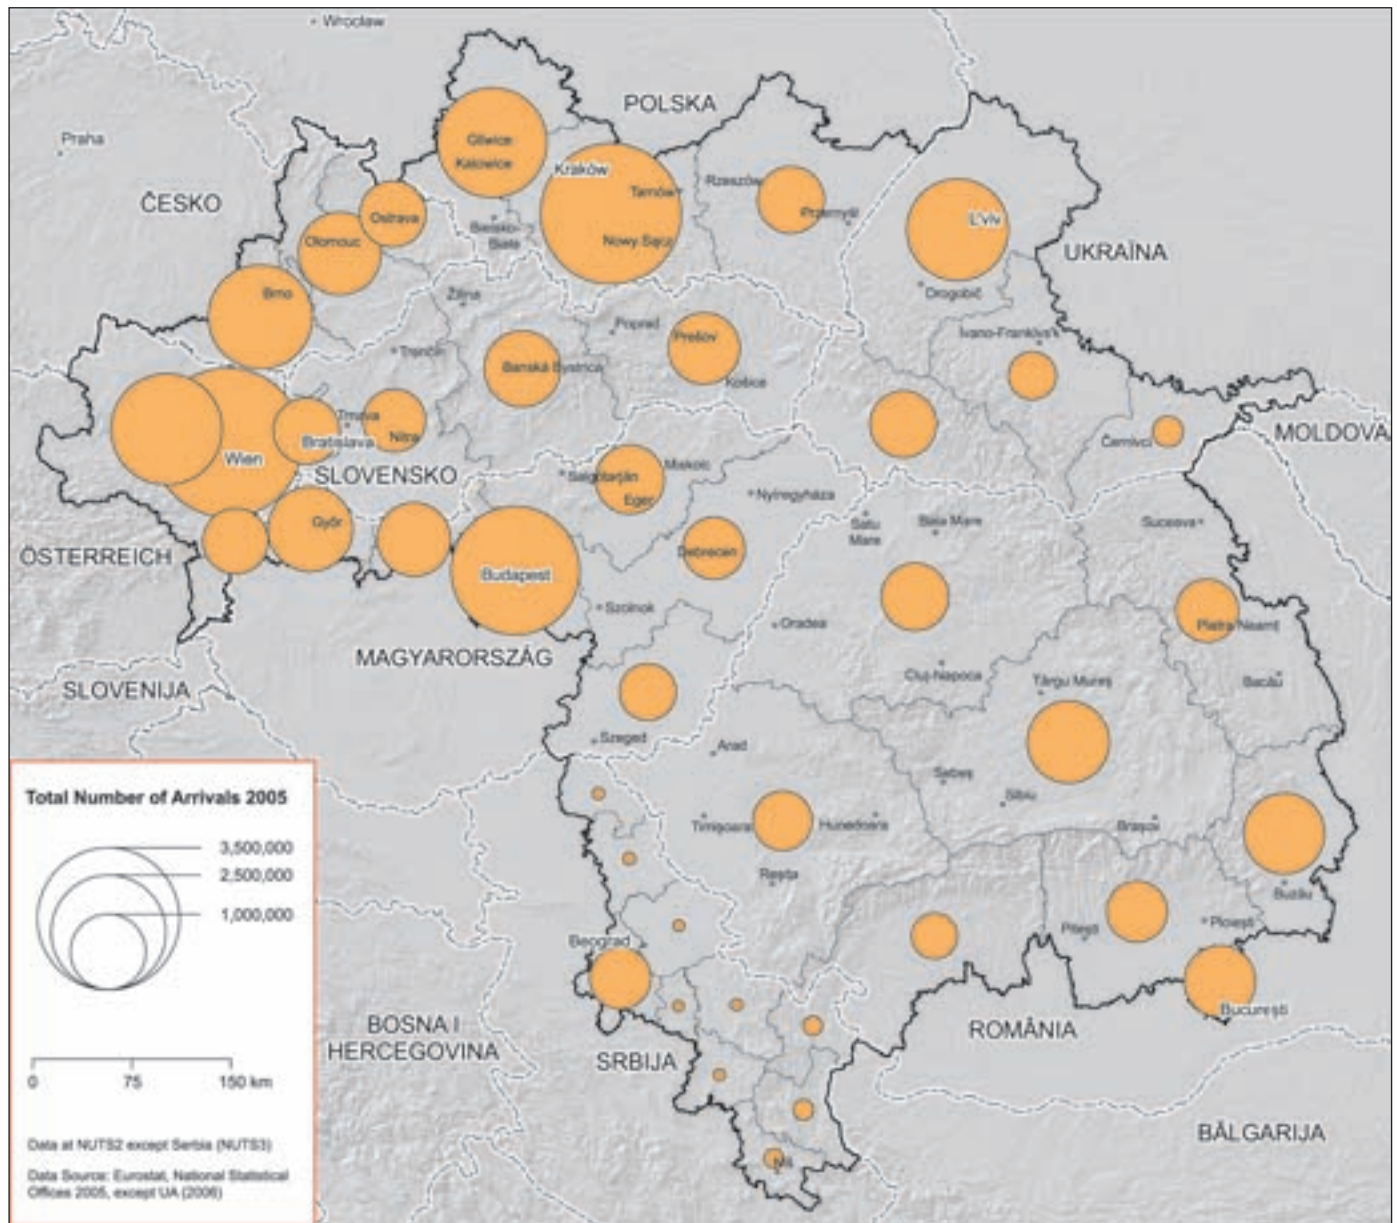 Wrocław
POLSKA
Praha
Gliwice
Katowice
Kraków
Tarnów
Rzeszów
Przemyśl
ČESKO
Ostrava
L'viv
Bielsko-
Biała
Nowy Sącz
Olomouc
UKRAÏNA
Brno
Žilina
Drogobič
Poprad
Prešov
Ivano-Frankivs'k
Trenčín
Banská Bystrica
Košice
Trnava
Bratislava
Nitra
Černivci
MOLDOVA
Wien
SLOVENSKO
Salgótarján
Miskolc
Eger
Nyíregyháza
Győr
Satu
Mare
Baia Mare
Suceava
ÖSTERREICH
Debrecen
Budapest
Szolnok
Oradea
Piatra Neamț
MAGYARORSZÁG
Cluj-Napoca
Târgu Mureș
Bacău
SLOVENIJA
Szeged
Arad
Sebeș
Sibiu
Timișoara
Hunedoara
Brașov
Reșița
Buzău
Pitești
Ploiești
Beograd
București
BOSNA I
HERCEGOVINA
SRBIJA
ROMÂNIA
BĂLGARIJA
Niš
Total Number of Arrivals 2005
3,500,000
2,500,000
1,000,000
0 75 150 km
Data at NUTS2 except Serbia (NUTS3)
Data Source: Eurostat, National Statistical
Offices 2005, except UA (2006)